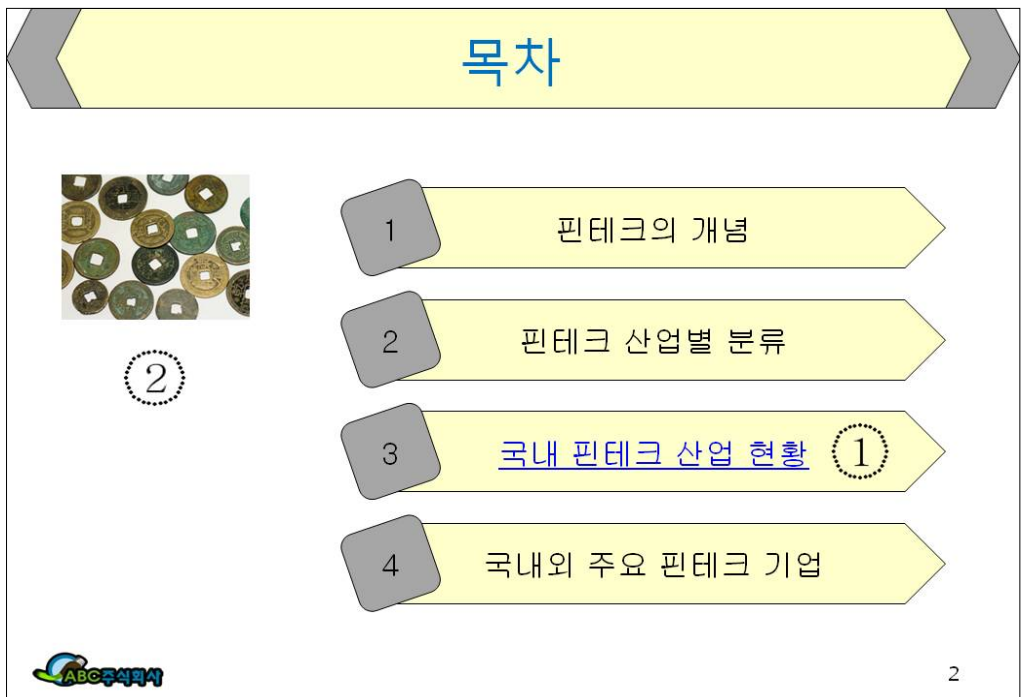 목차
1
핀테크의 개념
2
핀테크 산업별 분류
②
3
국내 핀테크 산업 현황 ①
4
국내외 주요 핀테크 기업
ABC주식회사
2